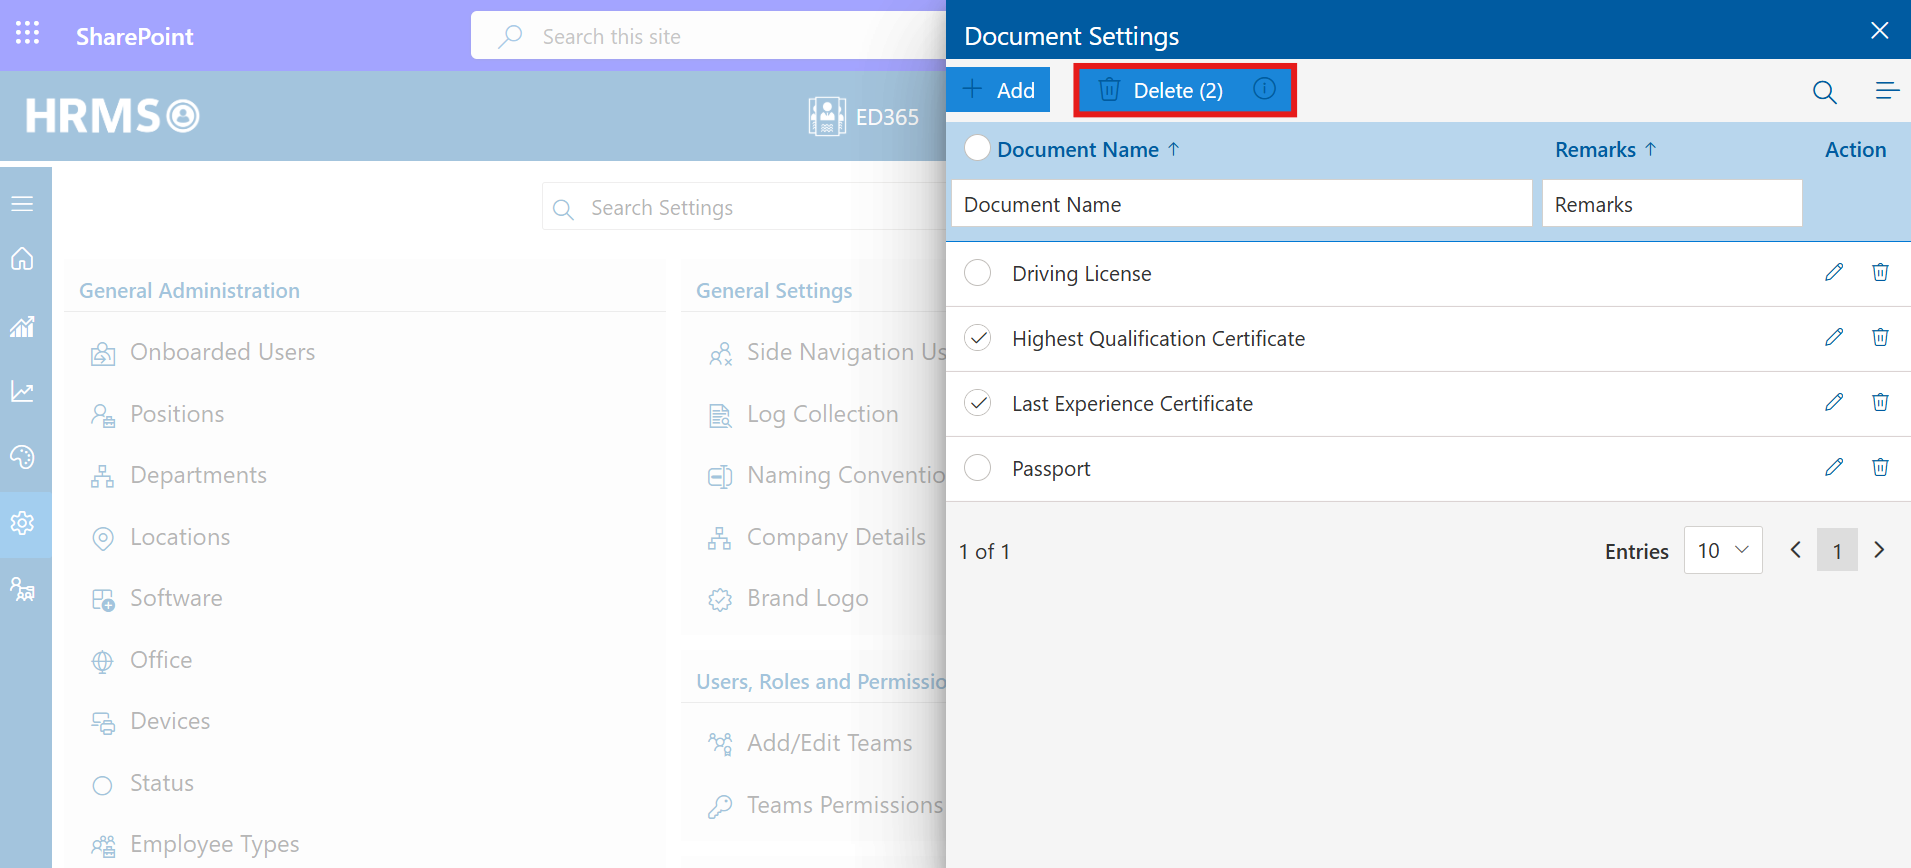 SharePoint
Search this site
HRMS
ED365
Search Settings
General Administration
Onboarded Users
Positions
Departments
Locations
Software
Office
Devices
Status
Employee Types
General Settings
Side Navigation Us
Log Collection
Naming Conventio
Company Details
Brand Logo
Users, Roles and Permissio
Add/Edit Teams
Teams Permissions
Document Settings
Add
Delete (2)
Document Name ↑ Remarks ↑ Action
Document Name Remarks
Driving License
Highest Qualification Certificate
Last Experience Certificate
Passport
1 of 1 Entries 10 1